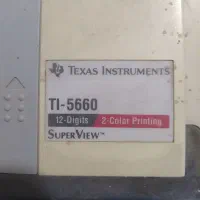 TEXAS INSTRUMENTS
TI-5660
12-Digits 2-Color Printing
SUPERVIEW™